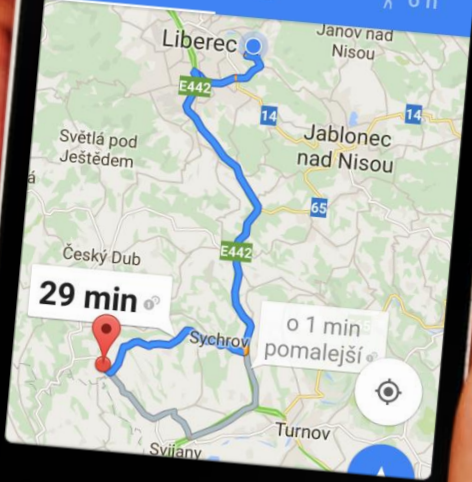 6 h
Liberec
Janov nad
Nisou
E442
14
14
Jablonec
nad Nisou
Světlá pod
Ještědem
á
65
E442
Český Dub
29 min
o 1 min
pomalejší
Sychrov
Turnov
Svijany